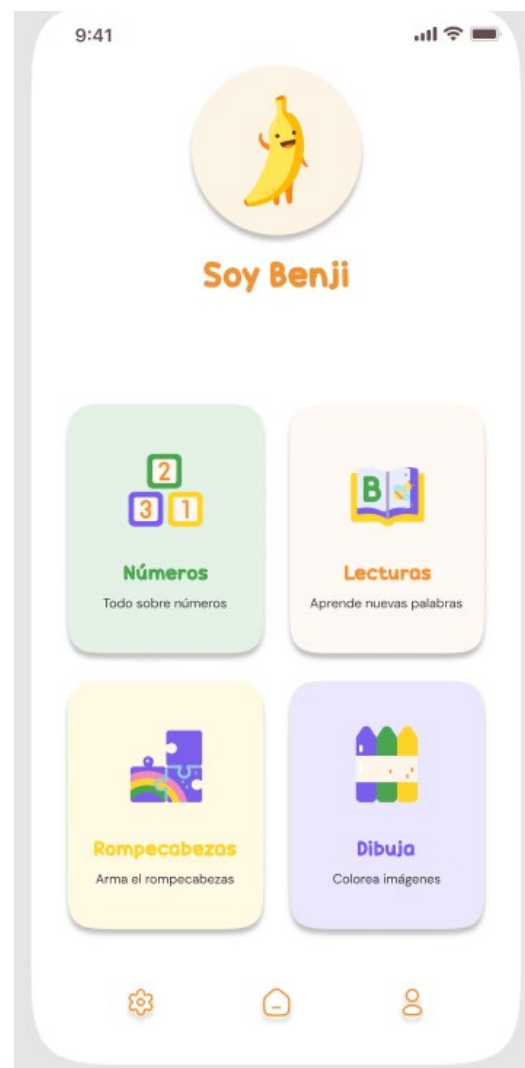 9:41
Soy Benji
2
3 1
B
Números
Todo sobre números
Lecturas
Aprende nuevas palabras
Rompecabezas
Arma el rompecabezas
Dibuja
Colorea imágenes